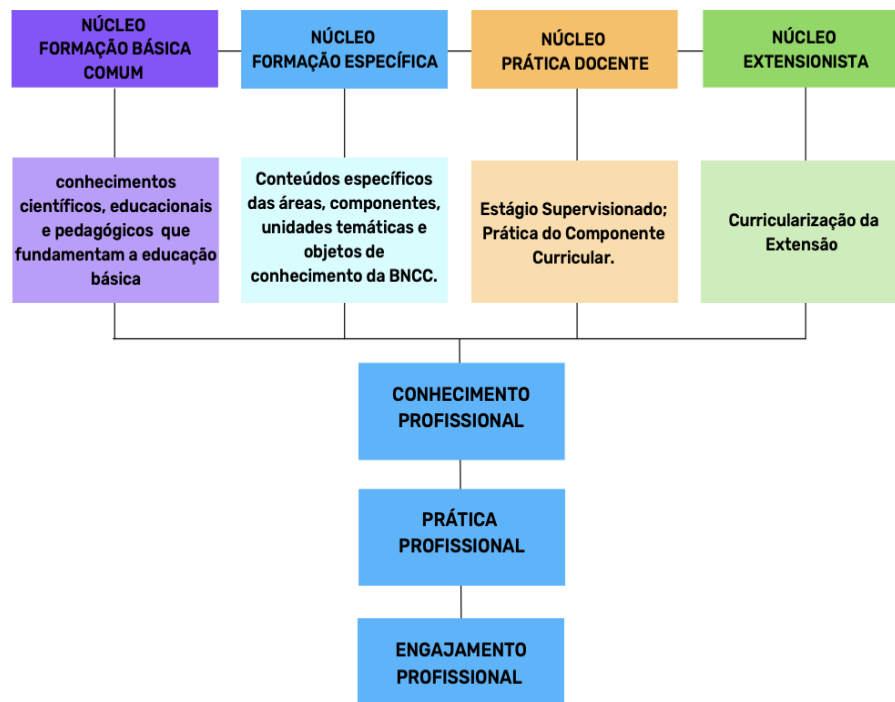 NÚCLEO
FORMAÇÃO BÁSICA
COMUM
NÚCLEO
FORMAÇÃO ESPECÍFICA
NÚCLEO
PRÁTICA DOCENTE
NÚCLEO
EXTENSIONISTA
conhecimentos
científicos, educacionais
e pedagógicos que
fundamentam a educação
básica
Conteúdos específicos
das áreas, componentes,
unidades temáticas e
objetos de
conhecimento da BNCC.
Estágio Supervisionado;
Prática do Componente
Curricular.
Curricularização da
Extensão
CONHECIMENTO
PROFISSIONAL
PRÁTICA
PROFISSIONAL
ENGAJAMENTO
PROFISSIONAL